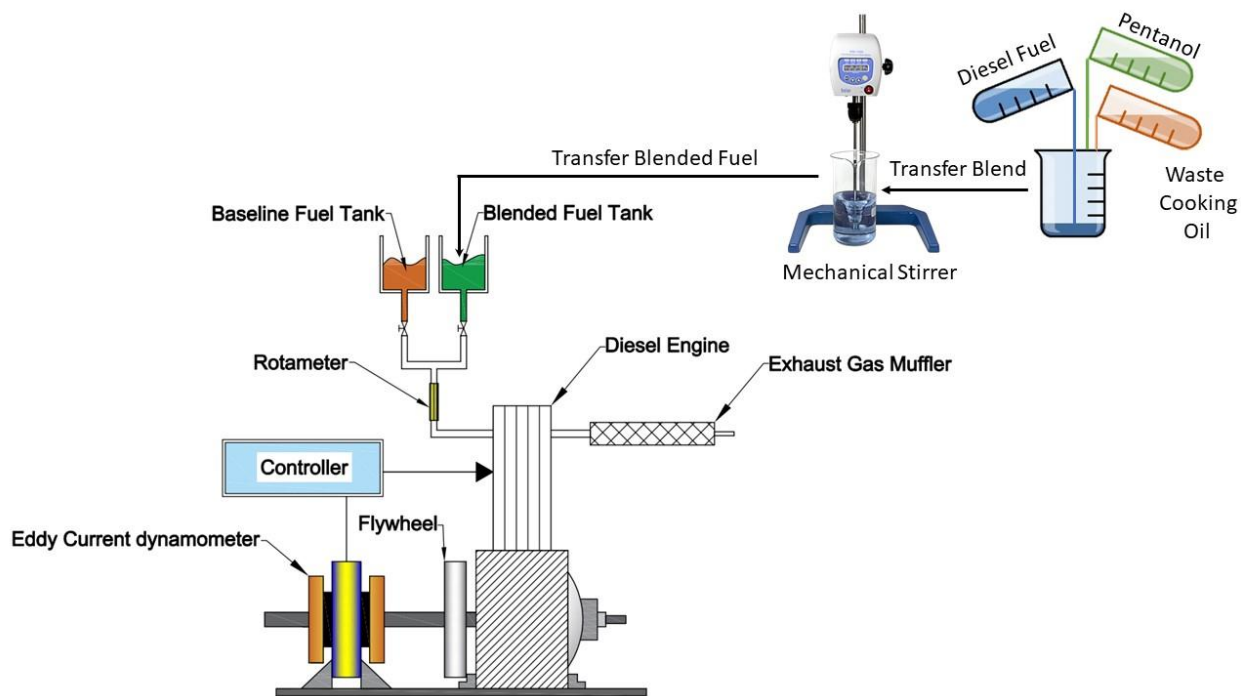 Pentanol
Diesel Fuel
Transfer Blended Fuel
Transfer Blend
Waste
Cooking
Oil
Baseline Fuel Tank
Blended Fuel Tank
Mechanical Stirrer
Diesel Engine
Rotameter
Exhaust Gas Muffler
Controller
Flywheel
Eddy Current dynamometer